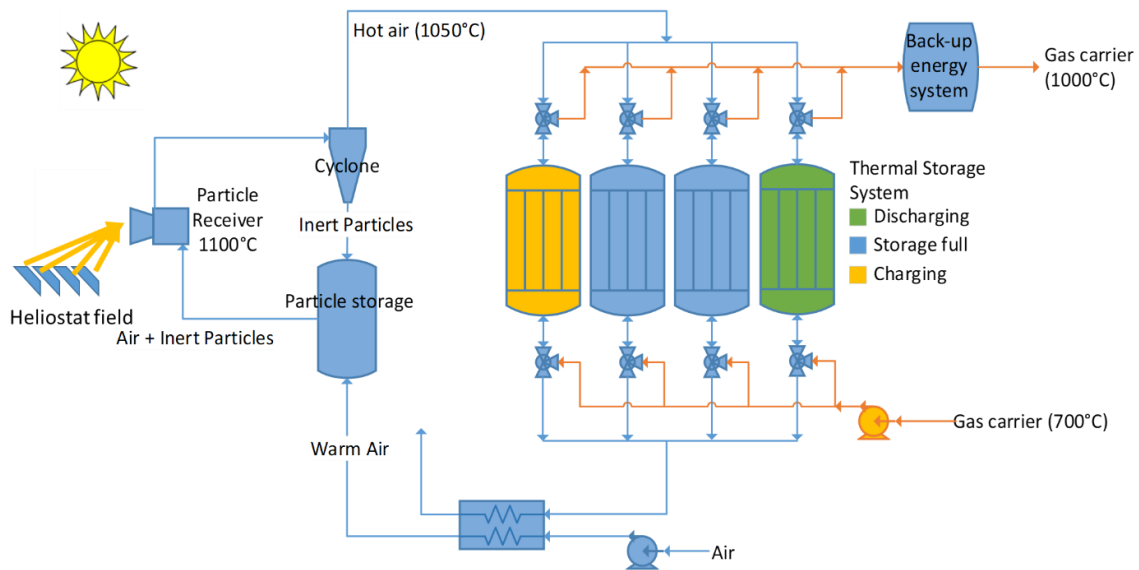 Hot air (1050°C)
Back-up
energy
system
Gas carrier
(1000°C)
Cyclone
Particle
Receiver
1100°C
Inert Particles
Thermal Storage
System
Discharging
Storage full
Charging
Particle storage
Heliostat field
Air + Inert Particles
Gas carrier (700°C)
Warm Air
Air